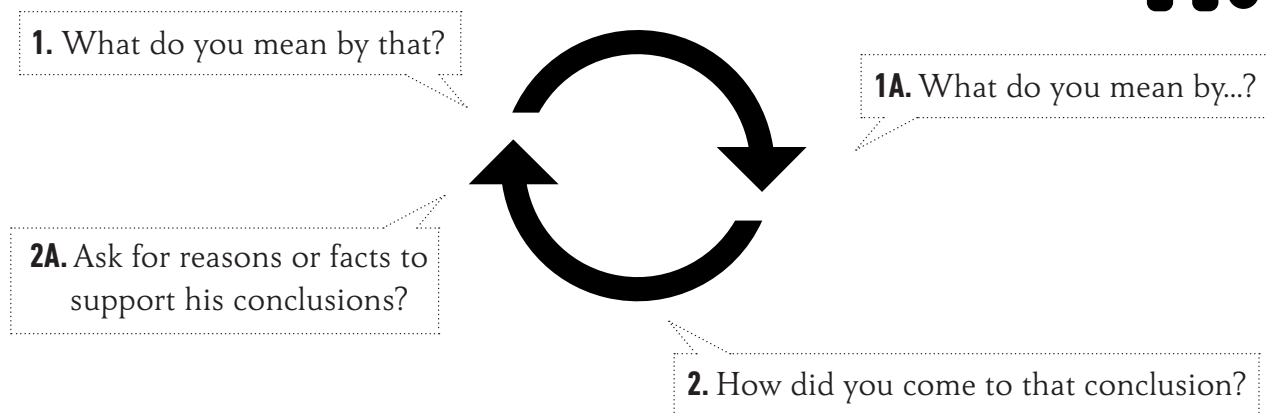 1. What do you mean by that?
1A. What do you mean by...?
2A. Ask for reasons or facts to
support his conclusions?
2. How did you come to that conclusion?